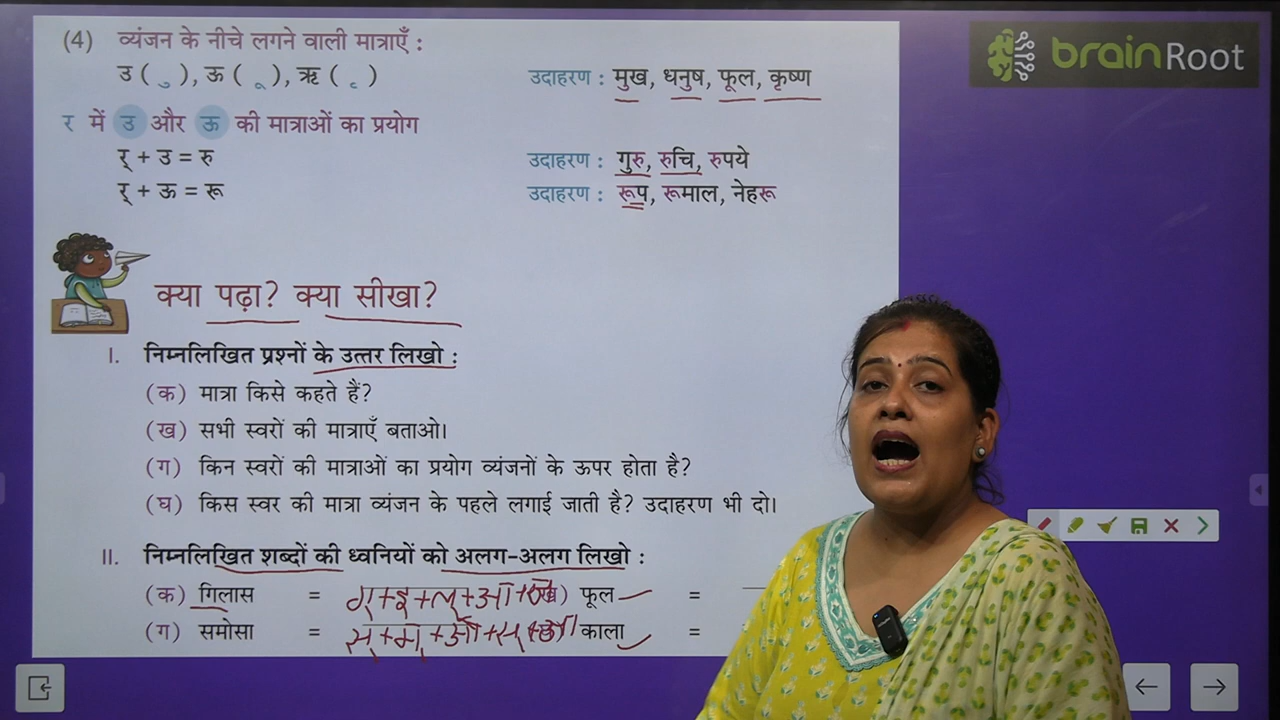 (4) व्यंजन के नीचे लगने वाली मात्राएँ :
उ ( ु ), ऊ ( ू ), ऋ ( ृ ) उदाहरण : मुख, धनुष, फूल, कृष्ण
र में उ और ऊ की मात्राओं का प्रयोग
र् + उ = रु उदाहरण : गुरु, रुचि, रुपये
र् + ऊ = रू उदाहरण : रूप, रूमाल, नेहरू
क्या पढ़ा? क्या सीखा?
I. निम्नलिखित प्रश्नों के उत्तर लिखो :
(क) मात्रा किसे कहते हैं?
(ख) सभी स्वरों की मात्राएँ बताओ।
(ग) किन स्वरों की मात्राओं का प्रयोग व्यंजनों के ऊपर होता है?
(घ) किस स्वर की मात्रा व्यंजन के पहले लगाई जाती है? उदाहरण भी दो।
II. निम्नलिखित शब्दों की ध्वनियों को अलग-अलग लिखो :
(क) गिलास = ग्+इ+ल्+आ+ फूल =
(ग) समोसा = स्+म्+ओ+स्+ काला =
brainRoot